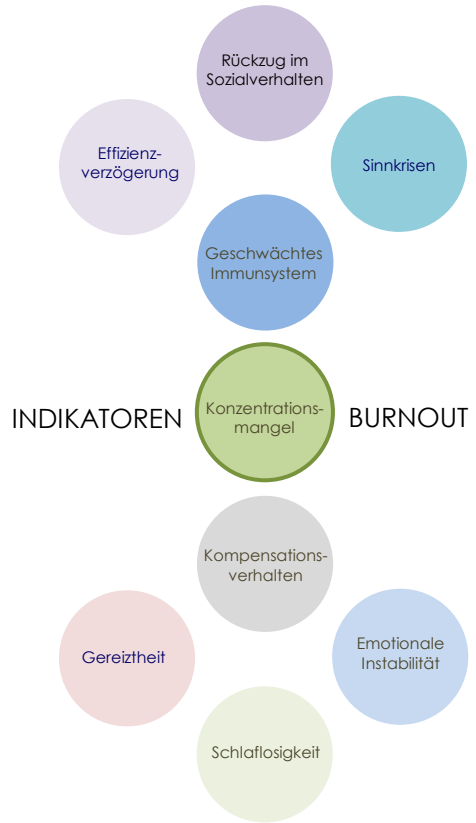 Rückzug im
Sozialverhalten
Effizienz-
verzögerung
Sinnkrisen
Geschwächtes
Immunsystem
INDIKATOREN
Konzentrations-
mangel
BURNOUT
Kompensations-
verhalten
Gereiztheit
Emotionale
Instabilität
Schlaflosigkeit